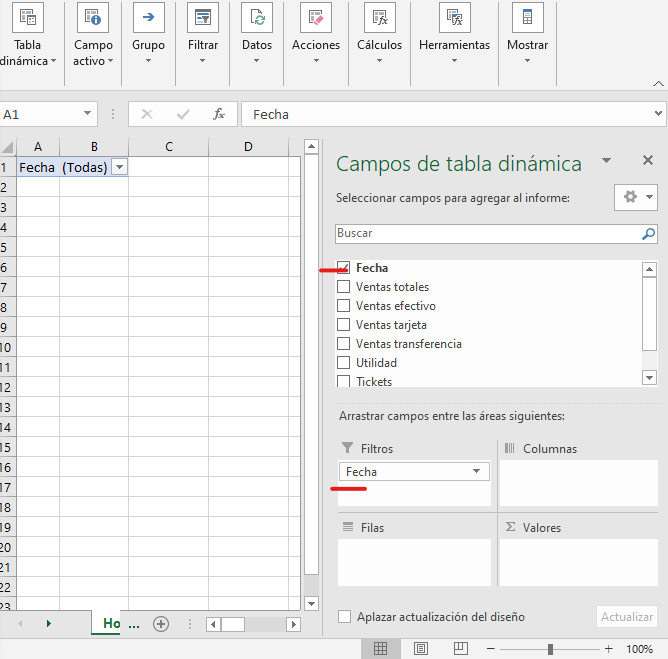 Tabla dinámica
Campo activo
Grupo
Filtrar
Datos
Acciones
Cálculos
Herramientas
Mostrar
A1
fx
Fecha
A B C D
1 Fecha (Todas)
2
3
4
5
6
7
8
9
10
11
12
13
14
15
16
17
18
19
20
21
22
23
Ho ...
Campos de tabla dinámica
Seleccionar campos para agregar al informe:
Buscar
Fecha
Ventas totales
Ventas efectivo
Ventas tarjeta
Ventas transferencia
Utilidad
Tickets
Arrastrar campos entre las áreas siguientes:
Filtros
Fecha
Columnas
Filas
Σ Valores
Aplazar actualización del diseño
Actualizar
100%